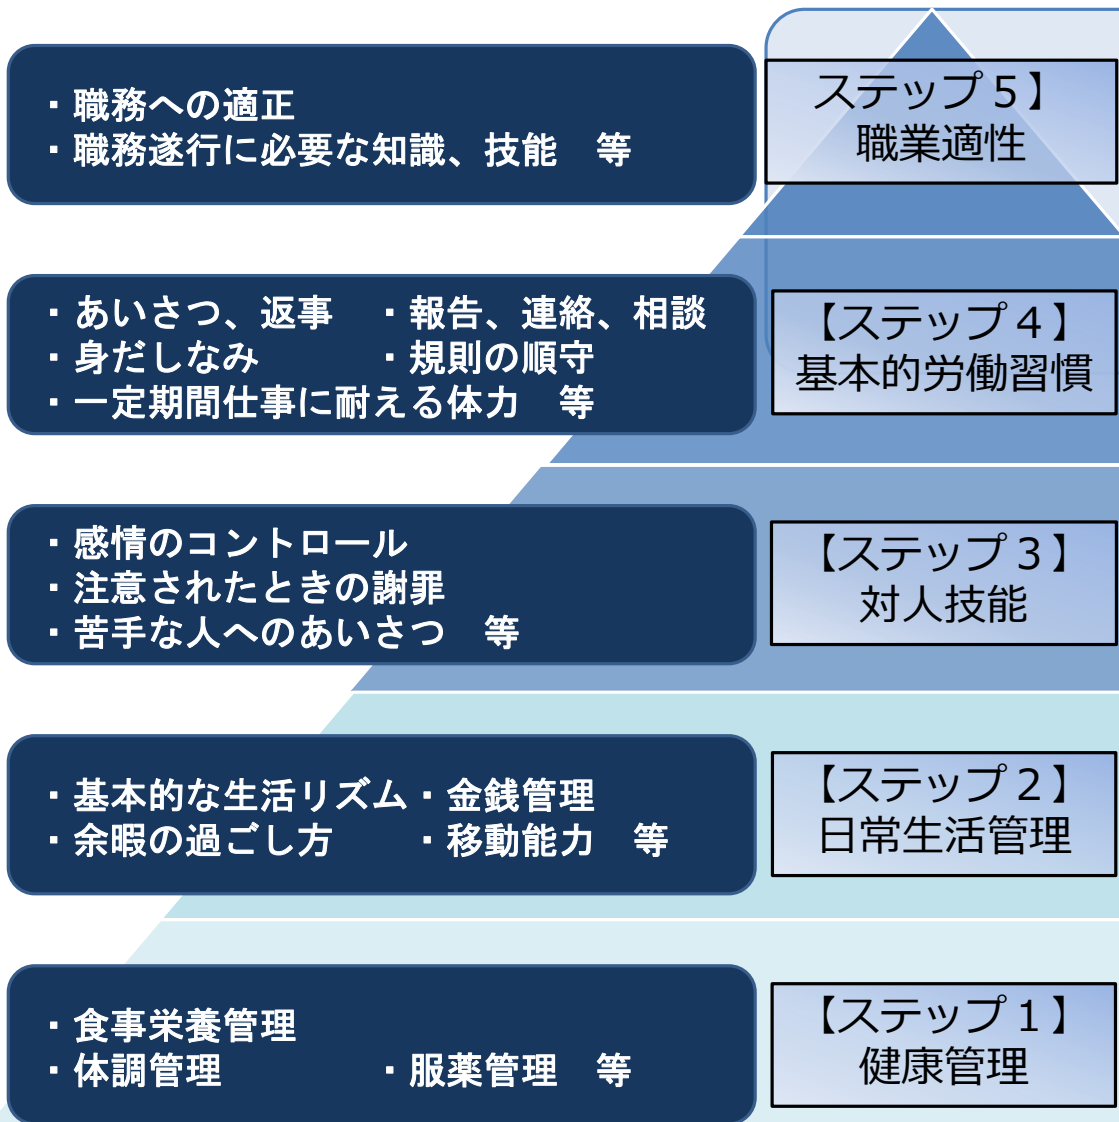 ・職務への適正
・職務遂行に必要な知識、技能　等
ステップ５】
職業適性
・あいさつ、返事　・報告、連絡、相談
・身だしなみ　　　・規則の順守
・一定期間仕事に耐える体力　等
【ステップ４】
基本的労働習慣
・感情のコントロール
・注意されたときの謝罪
・苦手な人へのあいさつ　等
【ステップ３】
対人技能
・基本的な生活リズム・金銭管理
・余暇の過ごし方　　・移動能力　等
【ステップ２】
日常生活管理
・食事栄養管理
・体調管理　　　　・服薬管理　等
【ステップ１】
健康管理